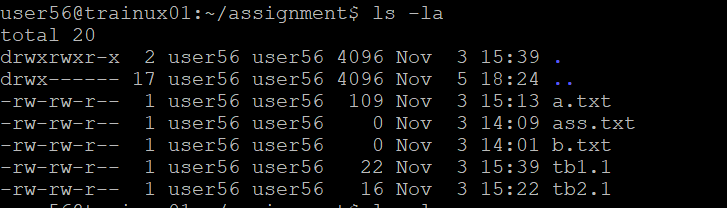 user56@trainux01:~/assignment$ ls -la
total 20
drwxrwxr-x  2 user56 user56 4096 Nov  3 15:39 .
drwx------ 17 user56 user56 4096 Nov  5 18:24 ..
-rw-rw-r--  1 user56 user56  109 Nov  3 15:13 a.txt
-rw-rw-r--  1 user56 user56    0 Nov  3 14:09 ass.txt
-rw-rw-r--  1 user56 user56    0 Nov  3 14:01 b.txt
-rw-rw-r--  1 user56 user56   22 Nov  3 15:39 tb1.1
-rw-rw-r--  1 user56 user56   16 Nov  3 15:22 tb2.1